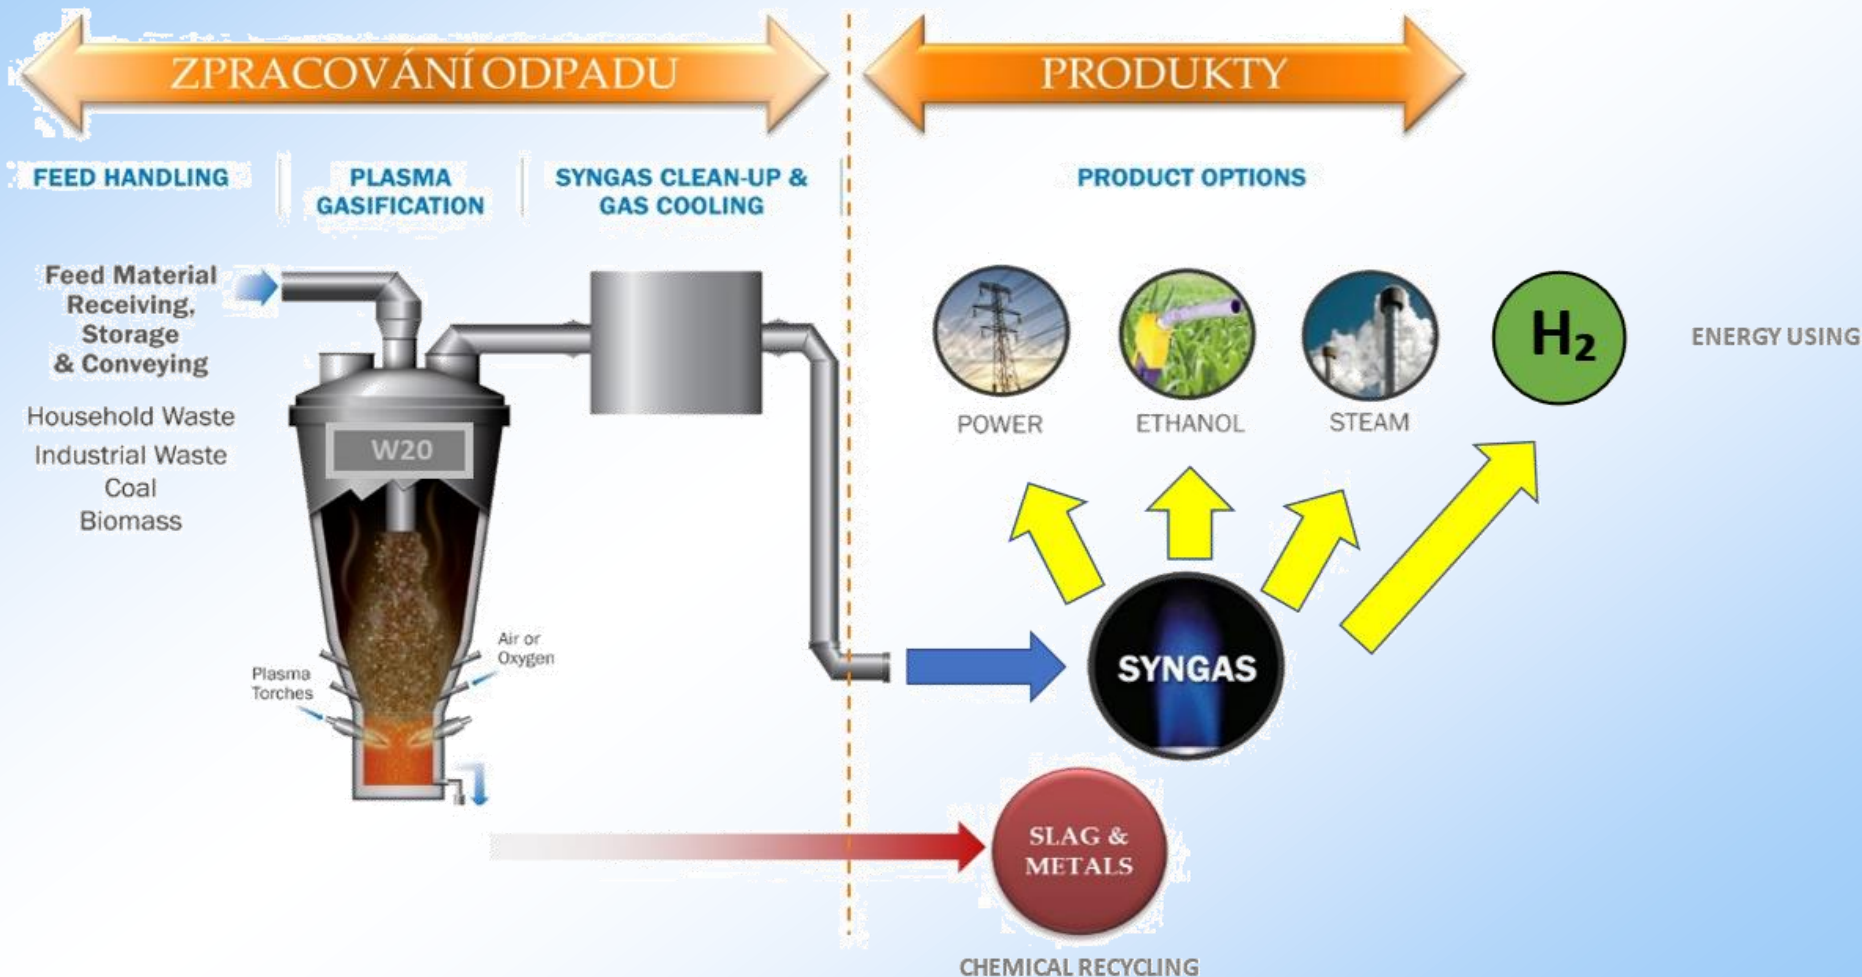 ZPRACOVÁNÍ ODPADU
PRODUKTY
FEED HANDLING
PLASMA
GASIFICATION
SYNGAS CLEAN-UP &
GAS COOLING
PRODUCT OPTIONS
Feed Material
Receiving,
Storage
& Conveying
Household Waste
Industrial Waste
Coal
Biomass
W20
Plasma
Torches
Air or
Oxygen
POWER
ETHANOL
STEAM
H₂
ENERGY USING
SYNGAS
SLAG &
METALS
CHEMICAL RECYCLING